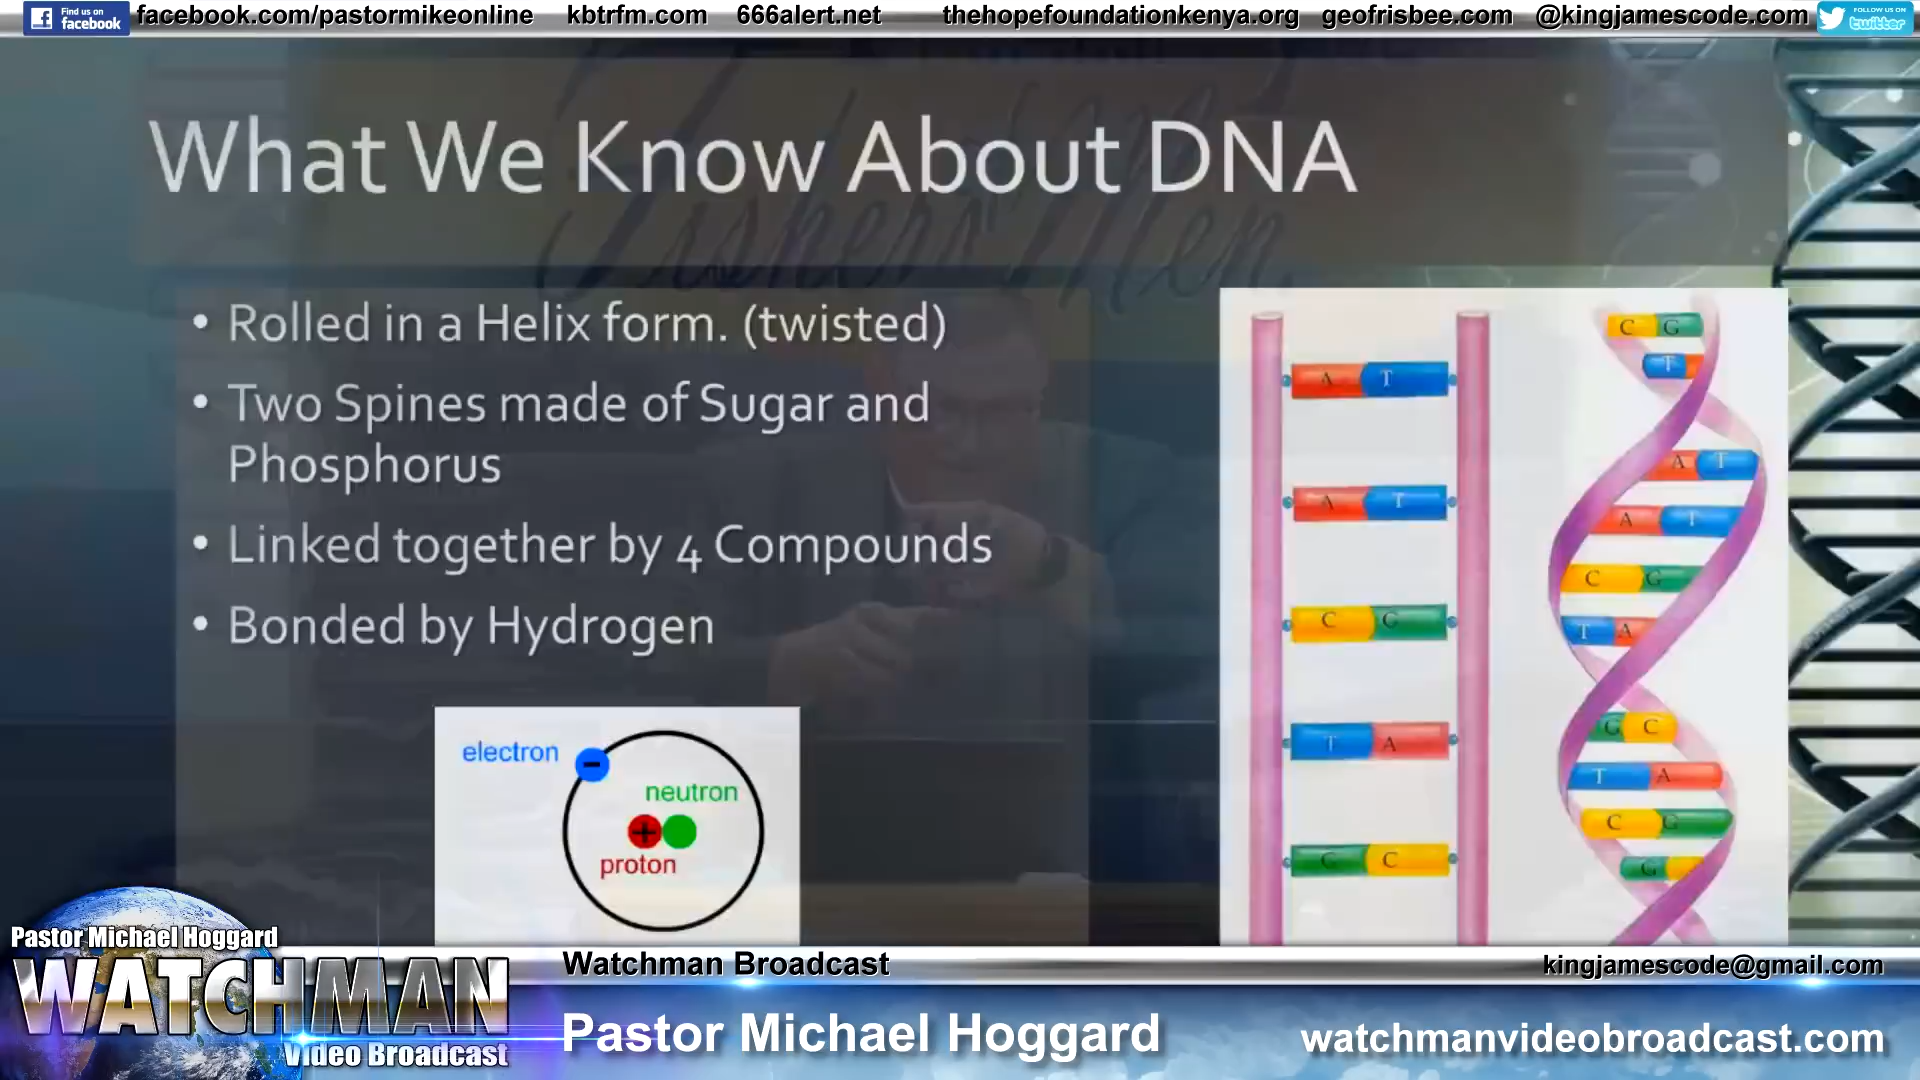 Find us on facebook facebook.com/pastormikeonline kbtrfm.com 666alert.net thehopefoundationkenya.org geofrisbee.com @kingjamescode.com FOLLOW US ON twitter
What We Know About DNA
Fishers of Men.
• Rolled in a Helix form. (twisted)
• Two Spines made of Sugar and
Phosphorus
• Linked together by 4 Compounds
• Bonded by Hydrogen
electron
-
neutron
+
proton
A T
A T
C G
T A
G C
C G
T
A T
A T
C G
T A
G C
T A
C G
G
Pastor Michael Hoggard
WATCHMAN
Video Broadcast
Watchman Broadcast
kingjamescode@gmail.com
Pastor Michael Hoggard
watchmanvideobroadcast.com